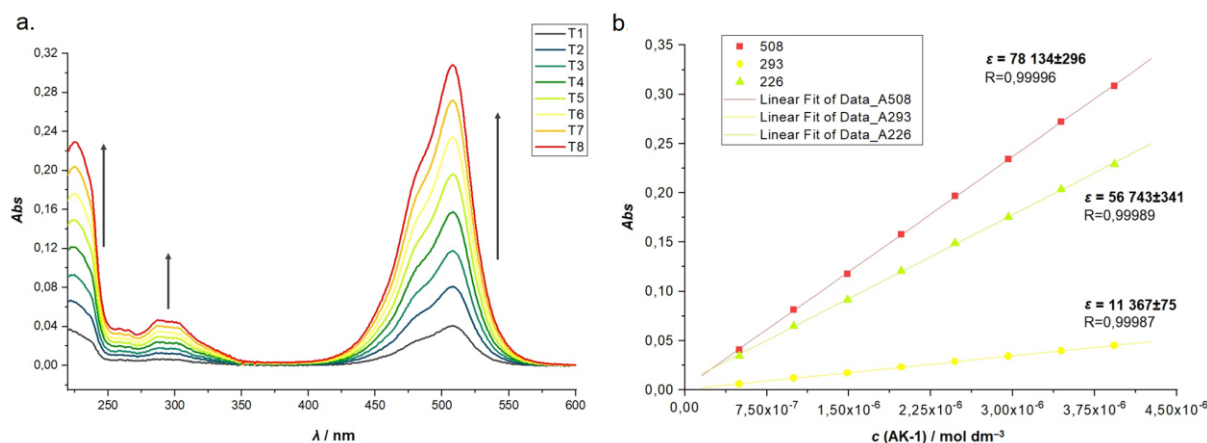 a.
0,32
0,28
0,24
0,20
0,16
0,12
0,08
0,04
0,00
Abs
250 300 350 400 450 500 550 600
λ / nm
T1
T2
T3
T4
T5
T6
T7
T8
b.
0,35
0,30
0,25
0,20
0,15
0,10
0,05
0,00
Abs
508
293
226
Linear Fit of Data_A508
Linear Fit of Data_A293
Linear Fit of Data_A226
ε = 78 134±296
R=0,99996
ε = 56 743±341
R=0,99989
ε = 11 367±75
R=0,99987
0,00 7,50x10⁻⁷ 1,50x10⁻⁶ 2,25x10⁻⁶ 3,00x10⁻⁶ 3,75x10⁻⁶ 4,50x10⁻⁶
c (AK-1) / mol dm⁻³